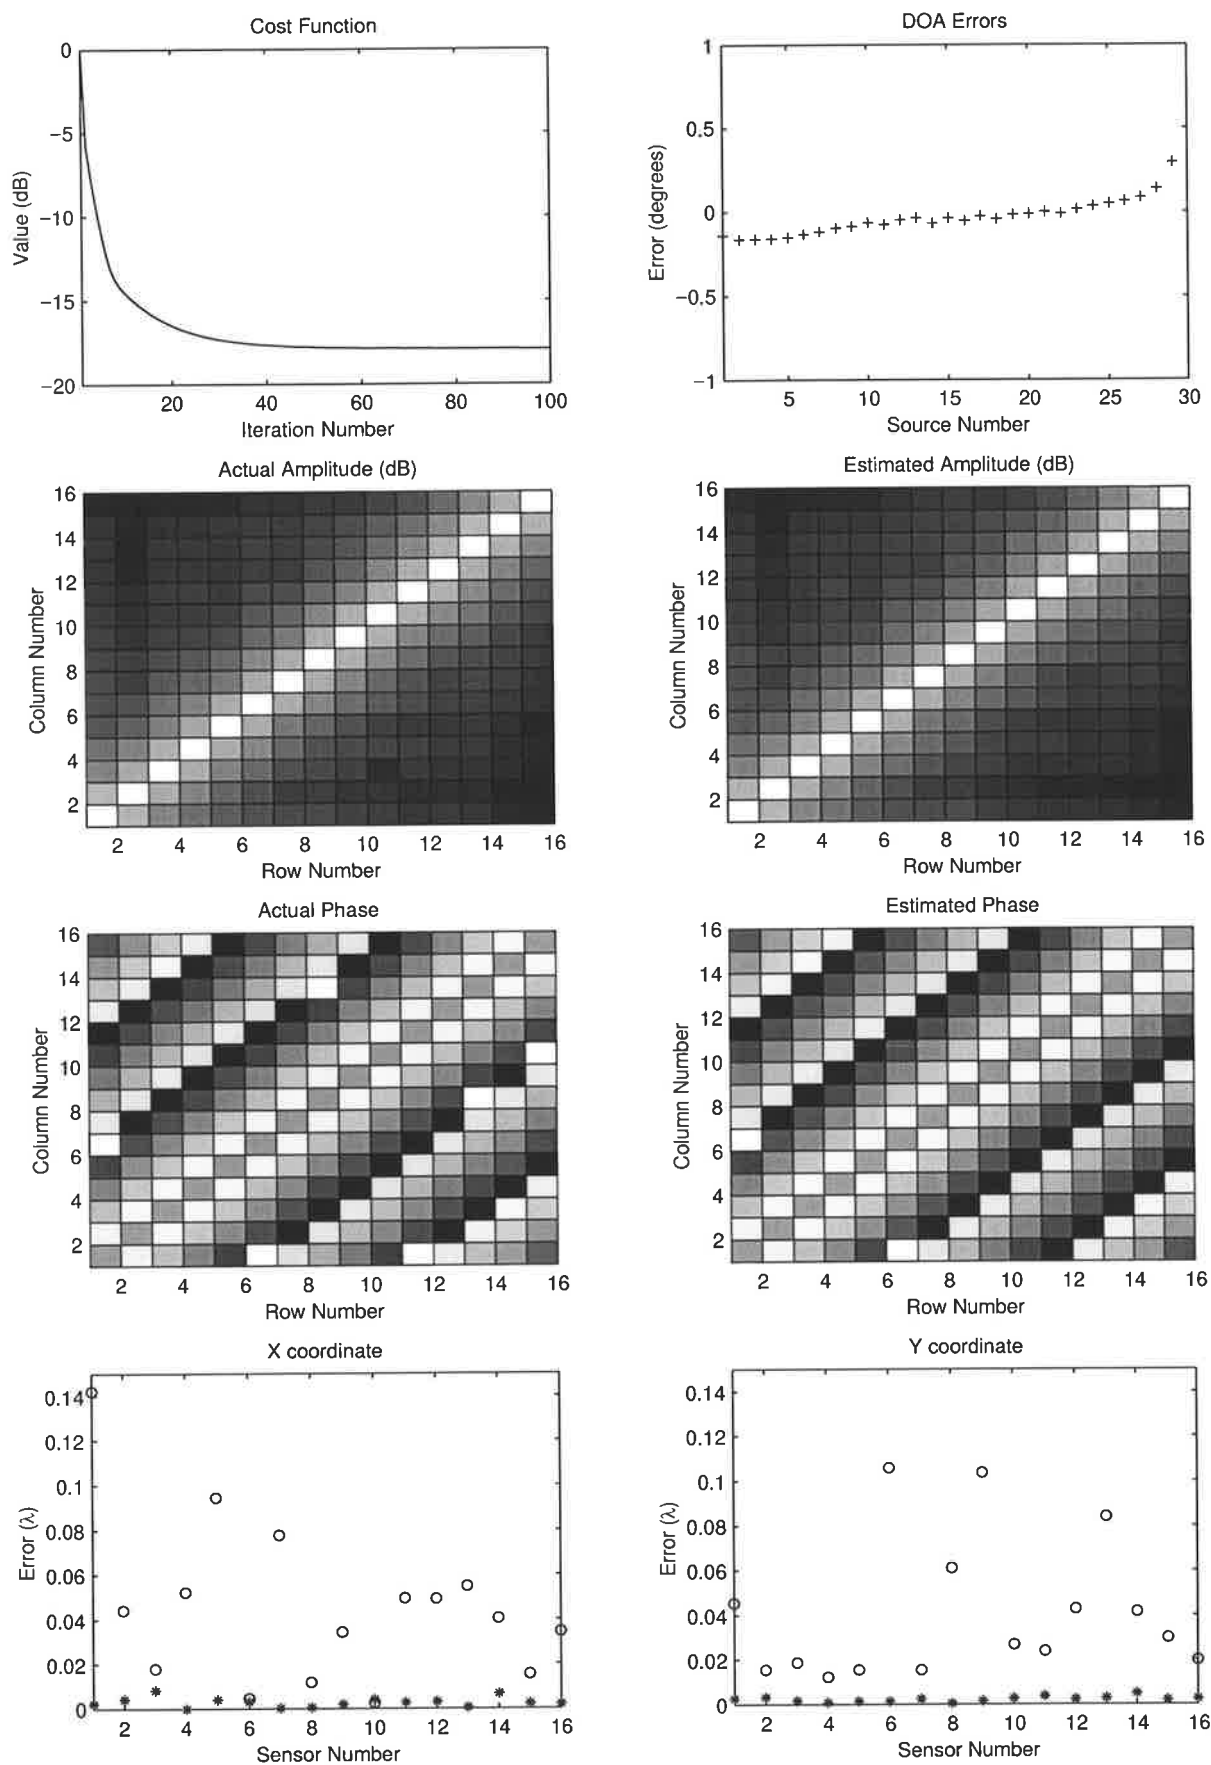 Cost Function
0
−5
−10
−15
−20
Value (dB)
20 40 60 80 100
Iteration Number
DOA Errors
1
0.5
0
−0.5
−1
Error (degrees)
5 10 15 20 25 30
Source Number
Actual Amplitude (dB)
16
14
12
10
8
6
4
2
Column Number
2 4 6 8 10 12 14 16
Row Number
Estimated Amplitude (dB)
16
14
12
10
8
6
4
2
Column Number
2 4 6 8 10 12 14 16
Row Number
Actual Phase
16
14
12
10
8
6
4
2
Column Number
2 4 6 8 10 12 14 16
Row Number
Estimated Phase
16
14
12
10
8
6
4
2
Column Number
2 4 6 8 10 12 14 16
Row Number
X coordinate
0.14
0.12
0.1
0.08
0.06
0.04
0.02
0
Error (λ)
2 4 6 8 10 12 14 16
Sensor Number
Y coordinate
0.14
0.12
0.1
0.08
0.06
0.04
0.02
0
Error (λ)
2 4 6 8 10 12 14 16
Sensor Number